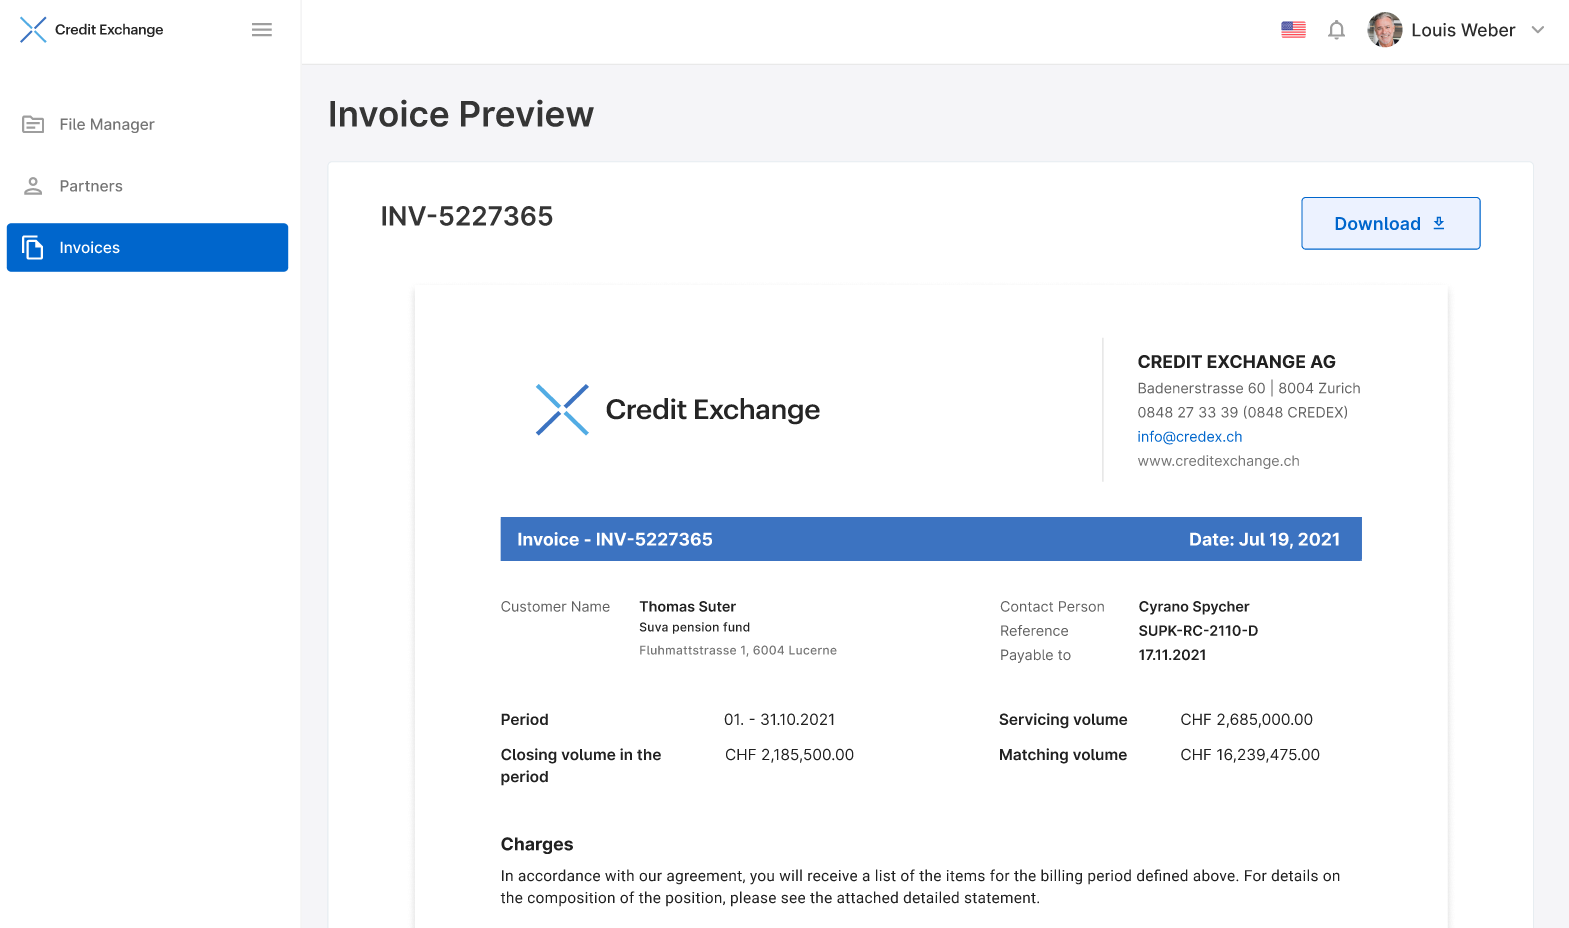 Credit Exchange
Louis Weber
File Manager
Partners
Invoices
Invoice Preview
INV-5227365
Download
Credit Exchange
CREDIT EXCHANGE AG
Badenerstrasse 60 | 8004 Zurich
0848 27 33 39 (0848 CREDEX)
info@credex.ch
www.creditexchange.ch
Invoice - INV-5227365
Date: Jul 19, 2021
Customer Name
Thomas Suter
Suva pension fund
Fluhmattstrasse 1, 6004 Lucerne
Contact Person
Cyrano Spycher
Reference
SUPK-RC-2110-D
Payable to
17.11.2021
Period
01. - 31.10.2021
Closing volume in the
period
CHF 2,185,500.00
Servicing volume
CHF 2,685,000.00
Matching volume
CHF 16,239,475.00
Charges
In accordance with our agreement, you will receive a list of the items for the billing period defined above. For details on
the composition of the position, please see the attached detailed statement.